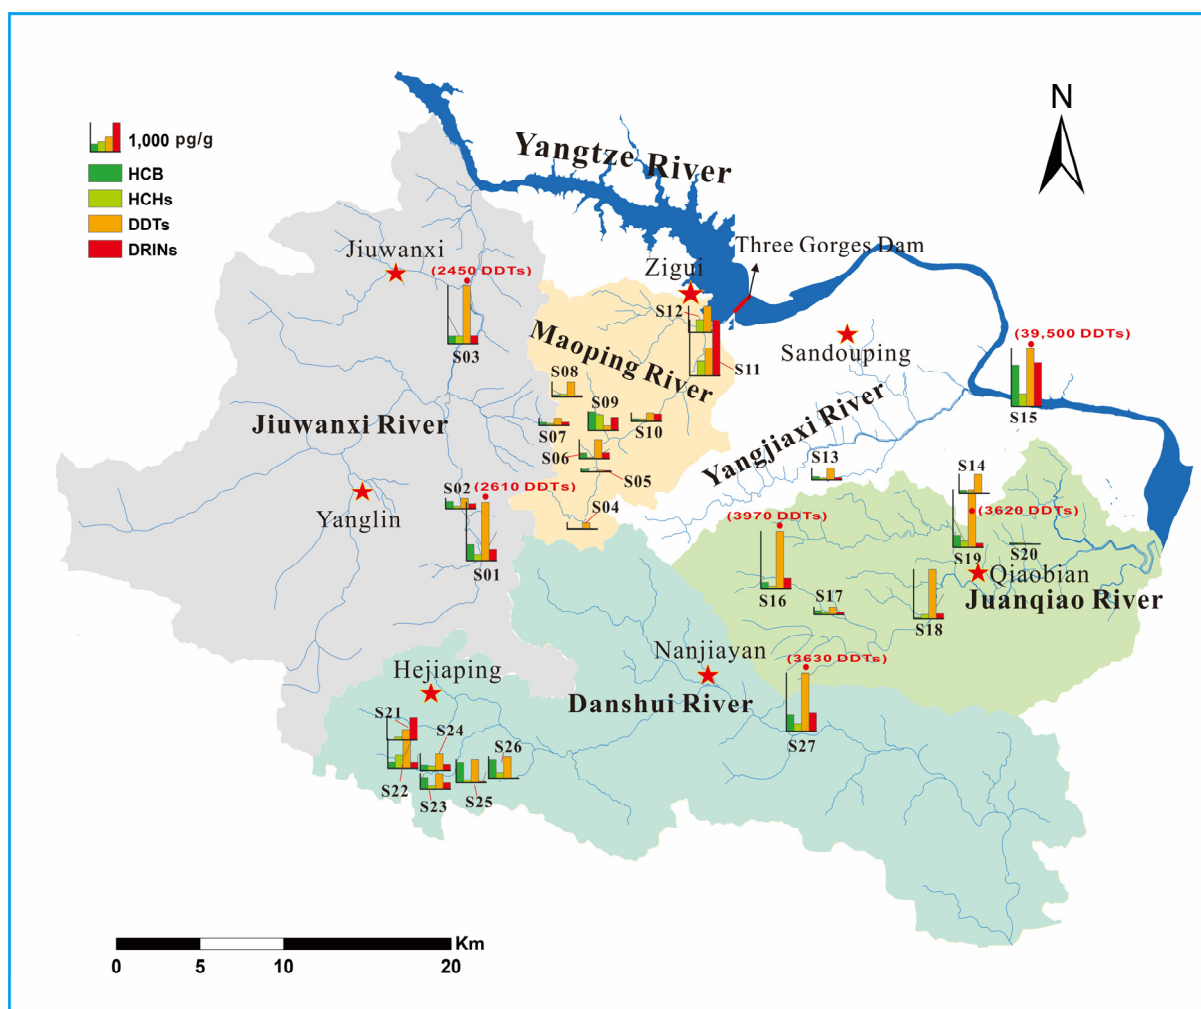 N
Yangtze River
1,000 pg/g
HCB
HCHs
DDTs
DRINs
Jiuwanxi
(2450 DDTs)
Three Gorges Dam
Zigui
S12
S03
Maoping River
Sandouping
(39,500 DDTs)
S11
S08
S09
S15
Jiuwanxi River
S07
S10
Yangjiaxi River
S06
S05
S13
S14
S02
(2610 DDTs)
Yanglin
S04
(3970 DDTs)
(3620 DDTs)
S19
S20
S01
Qiaobian
S16
S17
Juanqiao River
S18
Nanjiayan
(3630 DDTs)
Hejiaping
Danshui River
S21
S24
S26
S27
S22
S23
S25
Km
0
5
10
20